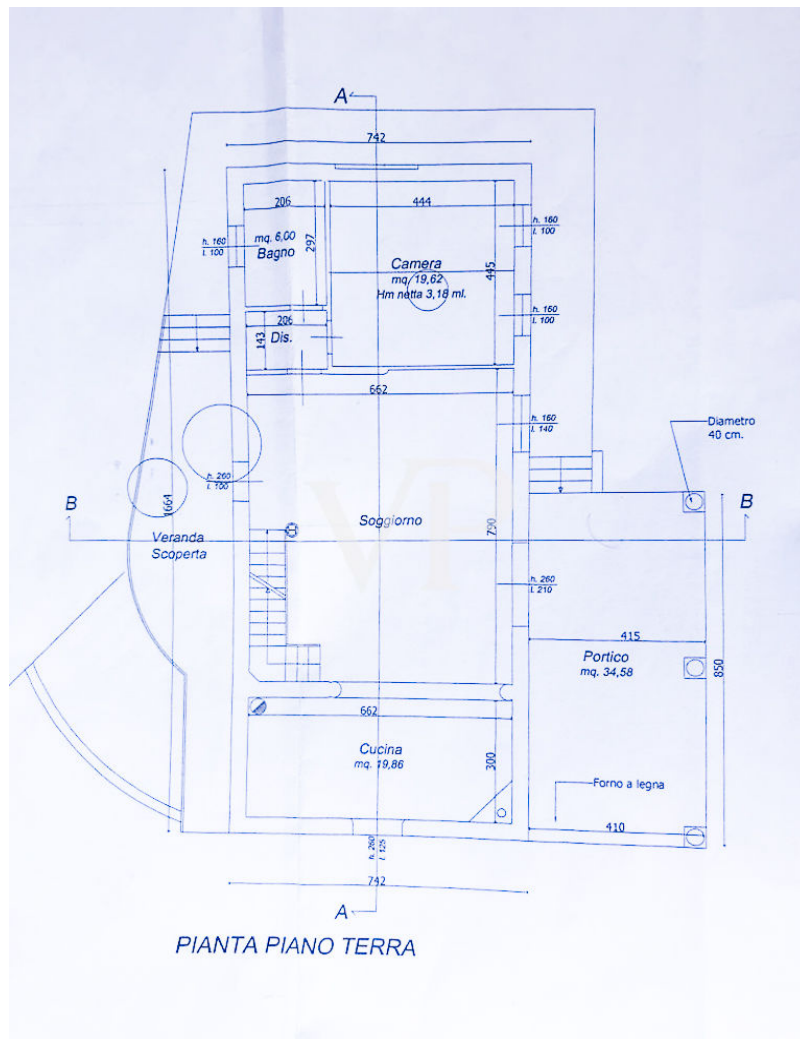 A
742
206
444
h. 160
l. 100
h. 160
l. 100
mq. 6,00
Bagno
297
Camera
mq. 19,62
Hm netta 3,18 ml.
445
h. 160
l. 100
206
Dis.
143
662
h. 160
l. 140
Diametro
40 cm.
h. 260
l. 100
B
B
1664
Veranda
Scoperta
Soggiorno
790
h. 260
l. 210
415
Portico
mq. 34,58
850
662
Cucina
mq. 19,86
300
Forno a legna
410
h. 260
l. 125
742
A
PIANTA PIANO TERRA
VP